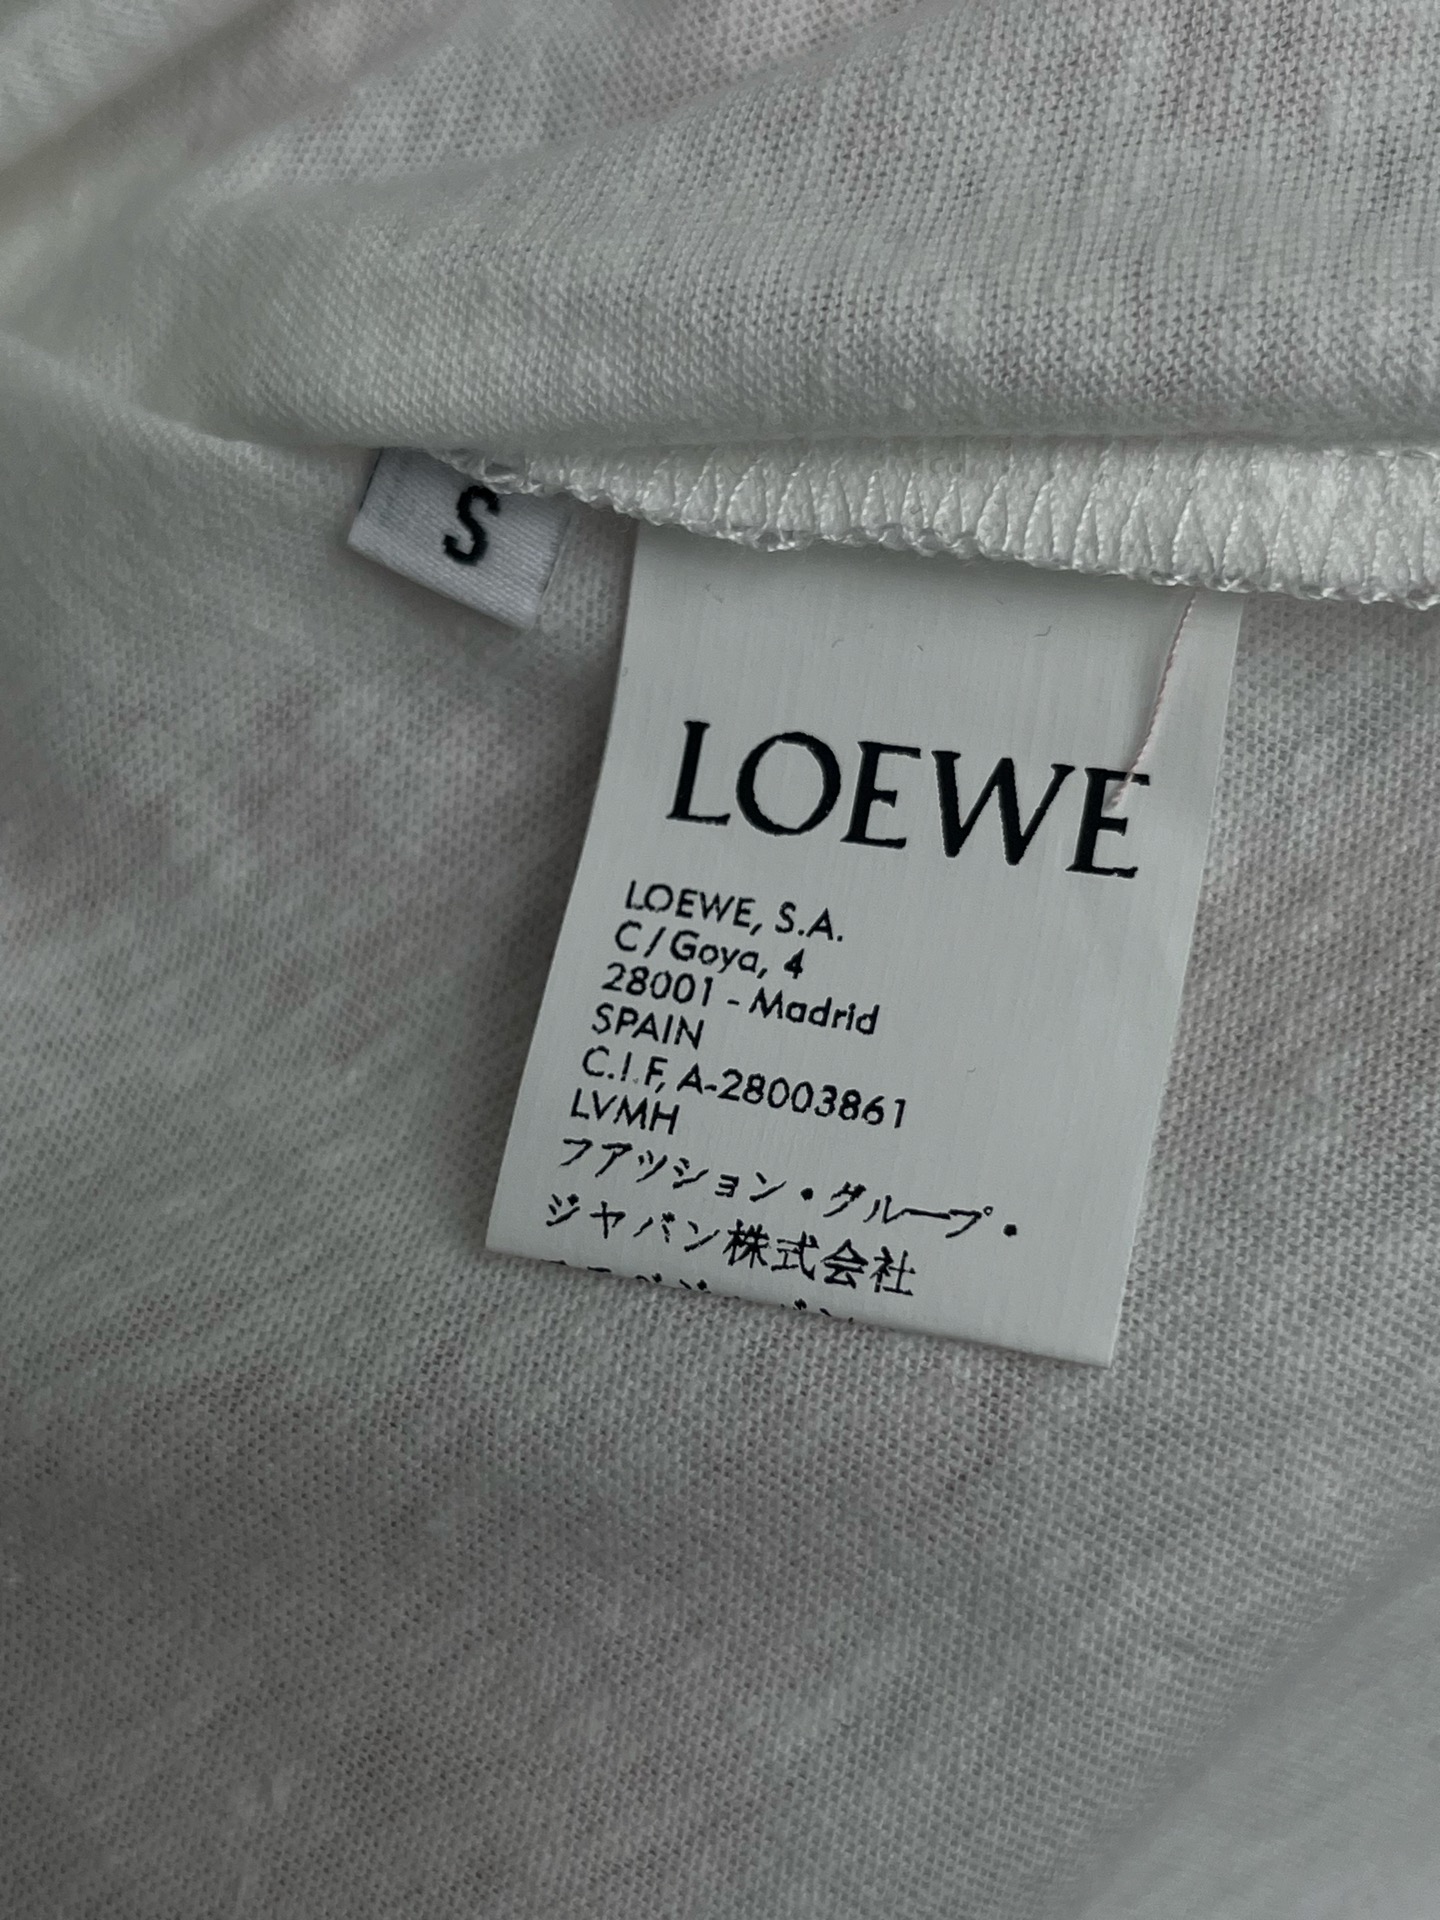 S
LOEWE
LOEWE, S.A.
C/Goya, 4
28001 - Madrid
SPAIN
C.I.F, A-28003861
LVMH
フアッション・グループ・
ジャパン株式会社